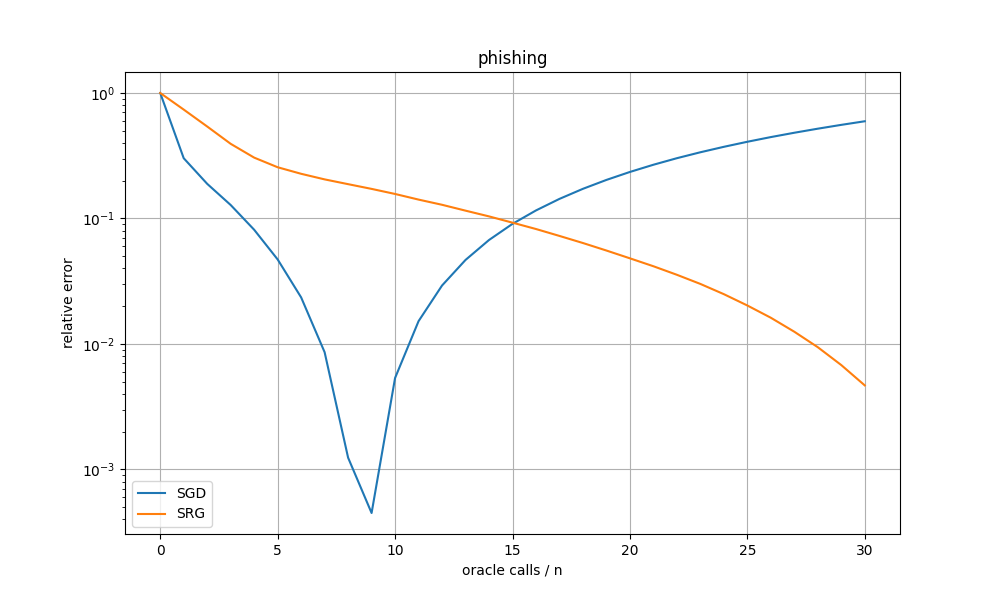 phishing
relative error
10⁰
10⁻¹
10⁻²
10⁻³
SGD
SRG
0 5 10 15 20 25 30
oracle calls / n